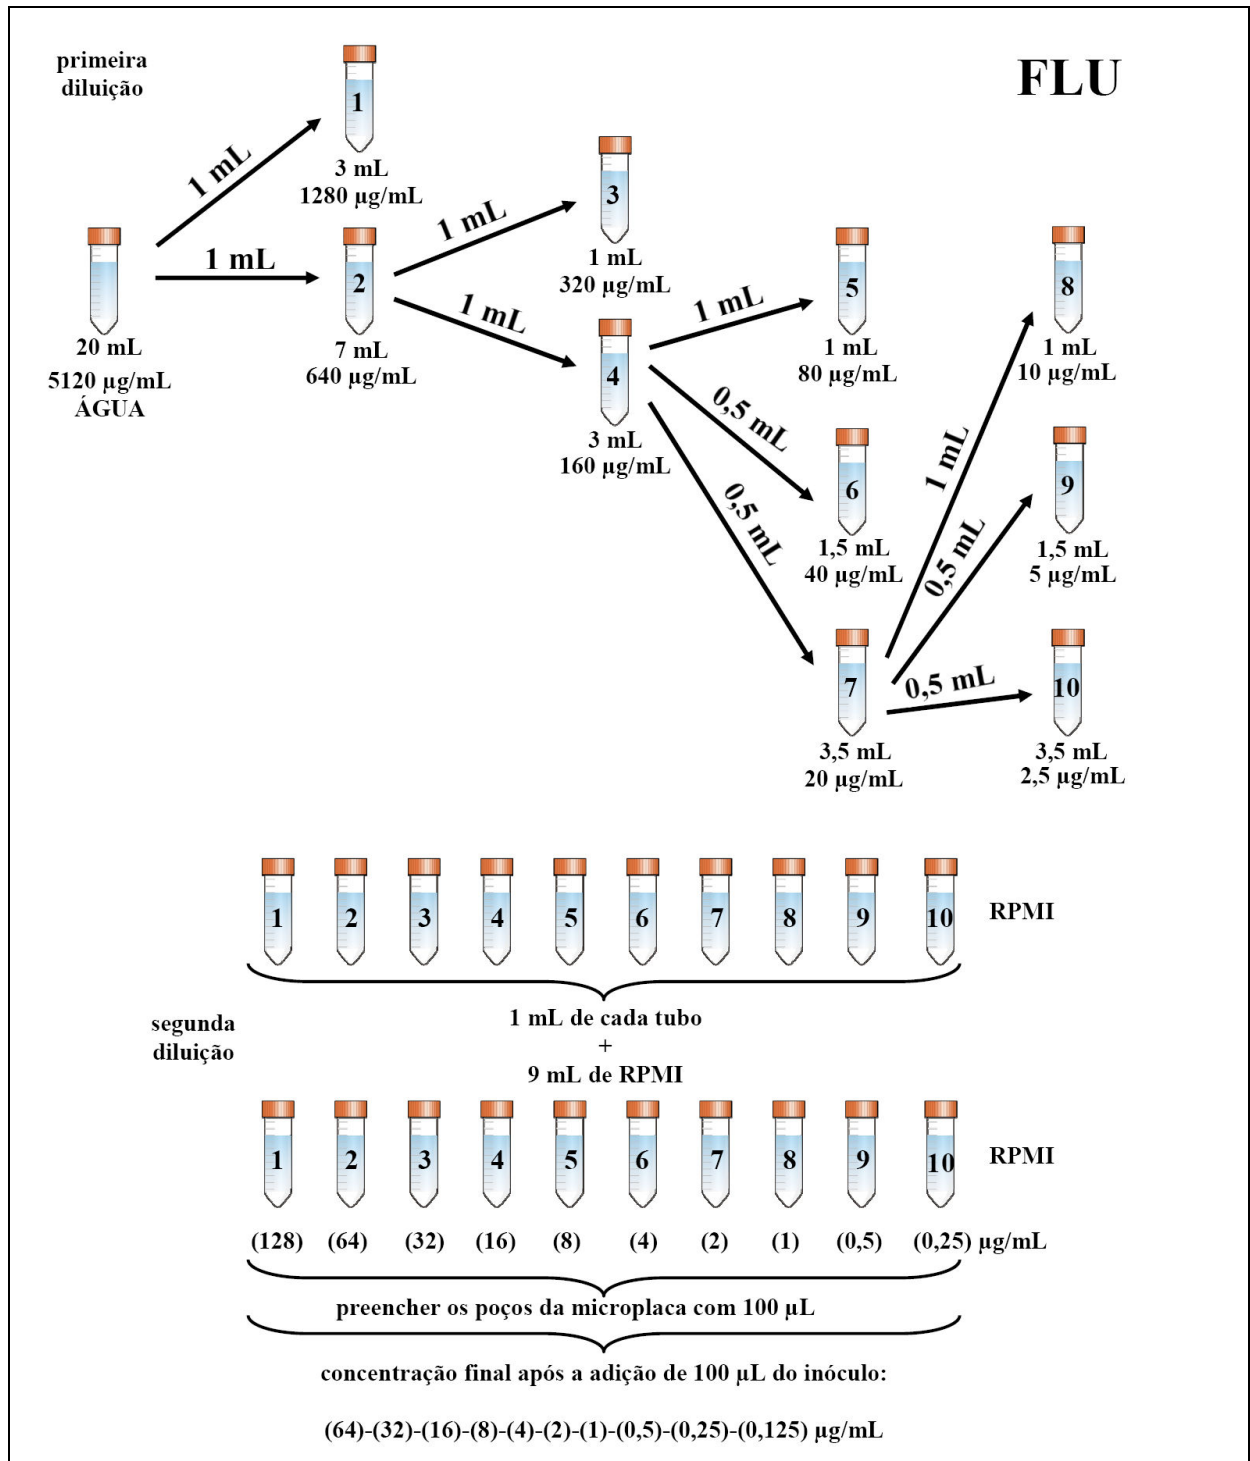 primeira
diluição
FLU
1
1 mL
3 mL
1280 µg/mL
1 mL
20 mL
5120 µg/mL
ÁGUA
2
7 mL
640 µg/mL
1 mL
3
1 mL
320 µg/mL
1 mL
4
3 mL
160 µg/mL
1 mL
5
1 mL
80 µg/mL
0,5 mL
6
1,5 mL
40 µg/mL
0,5 mL
7
3,5 mL
20 µg/mL
1 mL
8
1 mL
10 µg/mL
0,5 mL
9
1,5 mL
5 µg/mL
0,5 mL
10
3,5 mL
2,5 µg/mL
1 2 3 4 5 6 7 8 9 10 RPMI
segunda
diluição
1 mL de cada tubo
+
9 mL de RPMI
1 2 3 4 5 6 7 8 9 10 RPMI
(128) (64) (32) (16) (8) (4) (2) (1) (0,5) (0,25) µg/mL
preencher os poços da microplaca com 100 µL
concentração final após a adição de 100 µL do inóculo:
(64)-(32)-(16)-(8)-(4)-(2)-(1)-(0,5)-(0,25)-(0,125) µg/mL